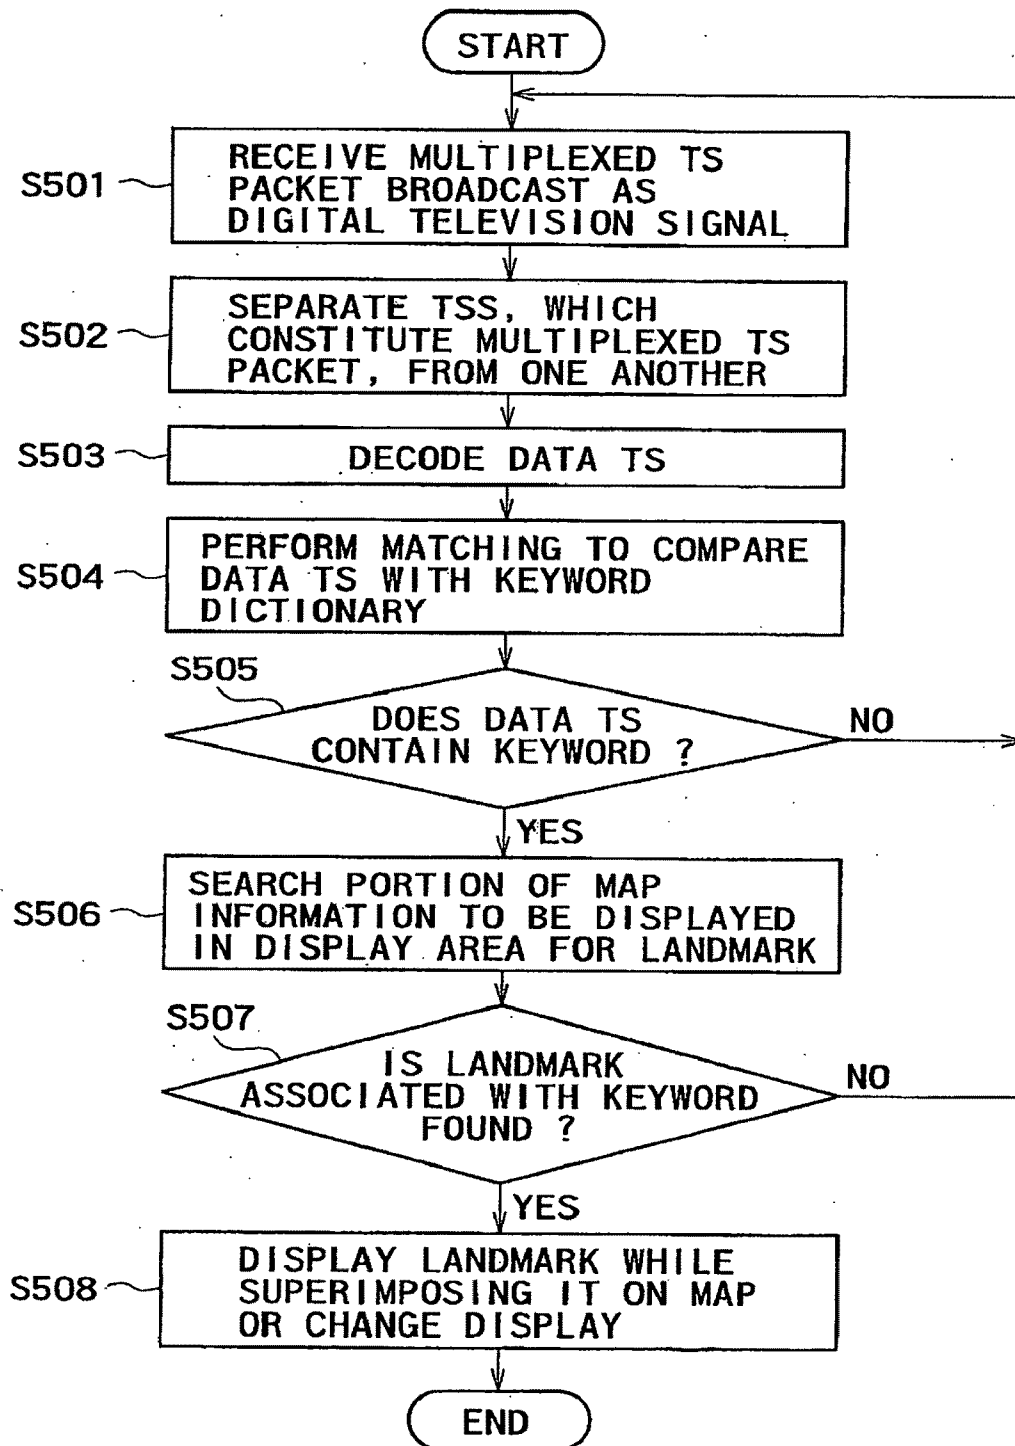 START
S501
RECEIVE MULTIPLEXED TS
PACKET BROADCAST AS
DIGITAL TELEVISION SIGNAL
S502
SEPARATE TSS, WHICH
CONSTITUTE MULTIPLEXED TS
PACKET, FROM ONE ANOTHER
S503
DECODE DATA TS
S504
PERFORM MATCHING TO COMPARE
DATA TS WITH KEYWORD
DICTIONARY
S505
DOES DATA TS
CONTAIN KEYWORD ?
NO
YES
S506
SEARCH PORTION OF MAP
INFORMATION TO BE DISPLAYED
IN DISPLAY AREA FOR LANDMARK
S507
IS LANDMARK
ASSOCIATED WITH KEYWORD
FOUND ?
NO
YES
S508
DISPLAY LANDMARK WHILE
SUPERIMPOSING IT ON MAP
OR CHANGE DISPLAY
END